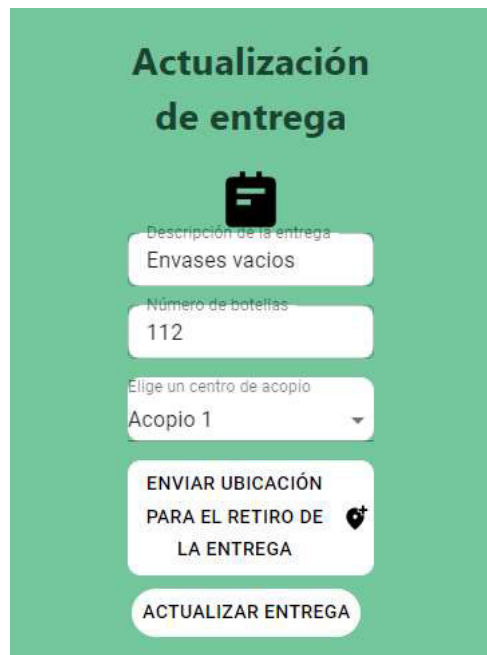 Actualización
de entrega
Descripción de la entrega
Envases vacios
Número de botellas
112
Elige un centro de acopio
Acopio 1
ENVIAR UBICACIÓN
PARA EL RETIRO DE
LA ENTREGA
ACTUALIZAR ENTREGA